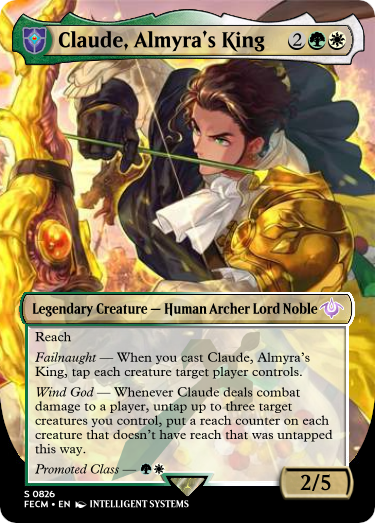 Claude, Almyra's King 2
Legendary Creature — Human Archer Lord Noble
Reach
Failnaught — When you cast Claude, Almyra's
King, tap each creature target player controls.
Wind God — Whenever Claude deals combat
damage to a player, untap up to three target
creatures you control, put a reach counter on
each creature that doesn't have reach that was untapped
this way.
Promoted Class —
2/5
S 0826
FECM • EN INTELLIGENT SYSTEMS